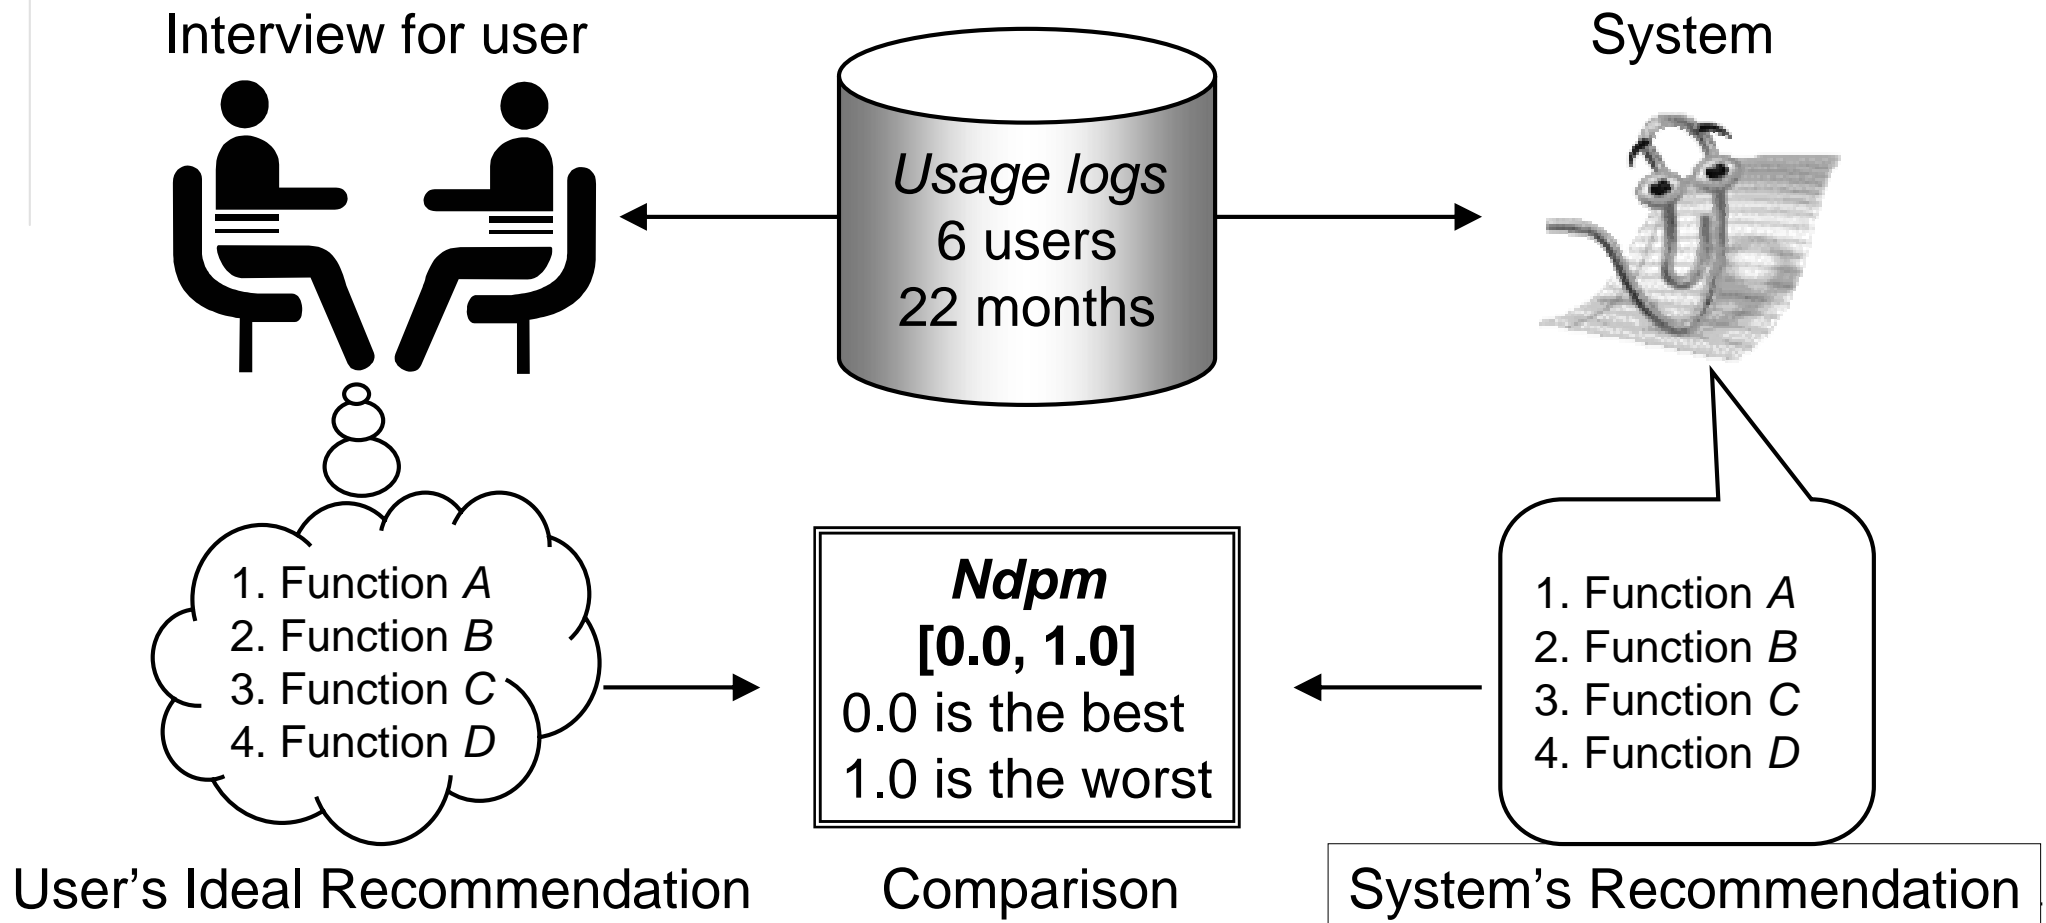 Interview for user
Usage logs
6 users
22 months
System
1. Function A
2. Function B
3. Function C
4. Function D
Ndpm
[0.0, 1.0]
0.0 is the best
1.0 is the worst
1. Function A
2. Function B
3. Function C
4. Function D
User's Ideal Recommendation
Comparison
System's Recommendation